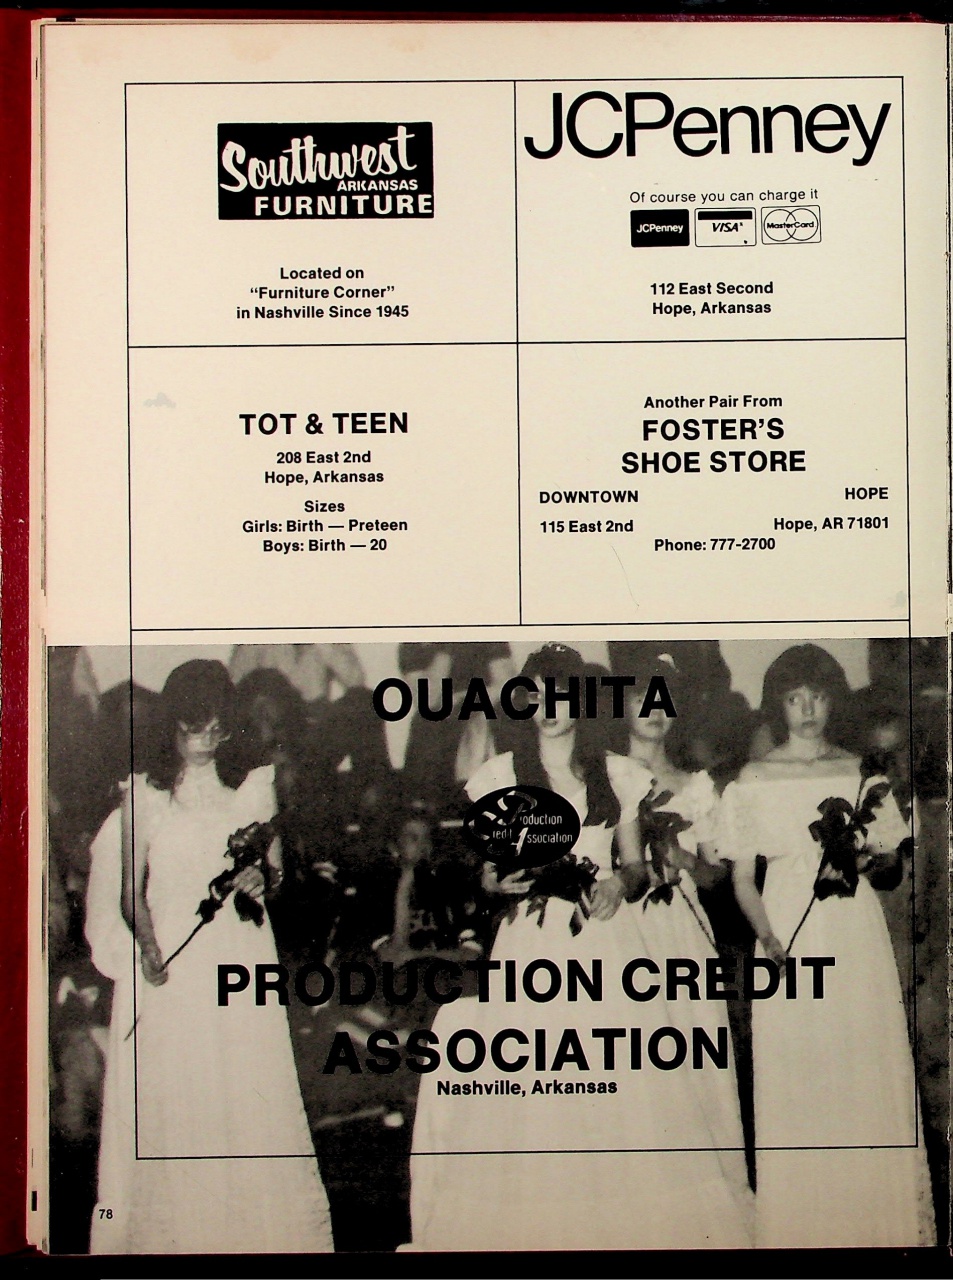 Southwest
ARKANSAS
FURNITURE
Located on
“Furniture Corner”
in Nashville Since 1945
JCPenney
Of course you can charge it
JCPenney
VISA
MasterCard
112 East Second
Hope, Arkansas
TOT & TEEN
208 East 2nd
Hope, Arkansas
Sizes
Girls: Birth — Preteen
Boys: Birth — 20
Another Pair From
FOSTER'S
SHOE STORE
DOWNTOWN HOPE
115 East 2nd Hope, AR 71801
Phone: 777-2700
OUACHITA
Production
Credit
Association
PRODUCTION CREDIT
ASSOCIATION
Nashville, Arkansas
78